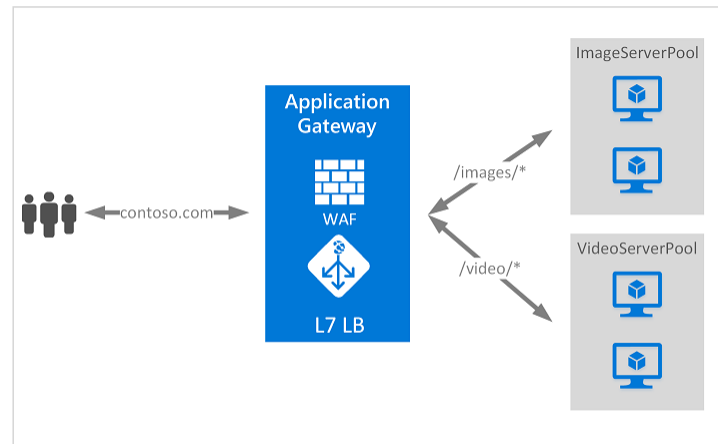 Application
Gateway
WAF
L7 LB
contoso.com
/images/*
/video/*
ImageServerPool
VideoServerPool